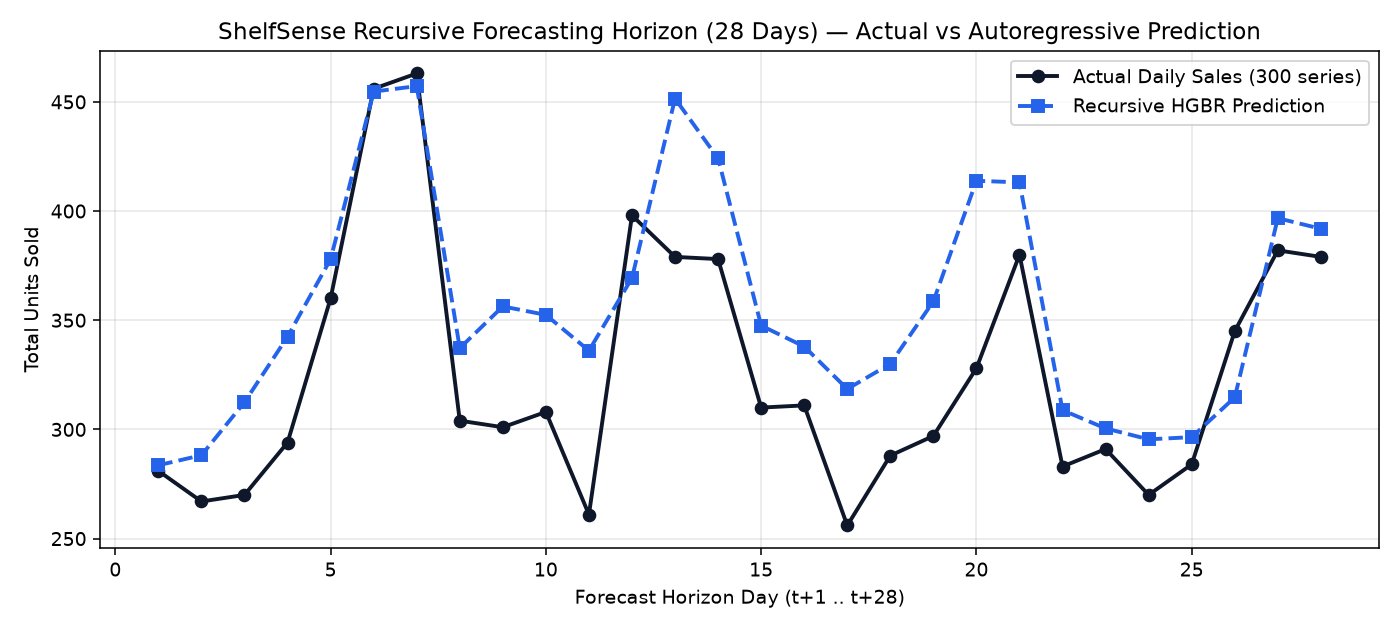 ShelfSense Recursive Forecasting Horizon (28 Days) — Actual vs Autoregressive Prediction
Actual Daily Sales (300 series)
Recursive HGBR Prediction
Total Units Sold
450
400
350
300
250
0 5 10 15 20 25
Forecast Horizon Day (t+1 .. t+28)